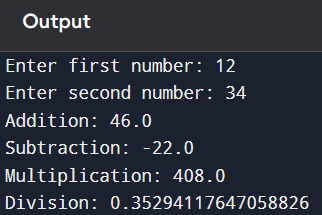 Output
Enter first number: 12
Enter second number: 34
Addition: 46.0
Subtraction: -22.0
Multiplication: 408.0
Division: 0.35294117647058826